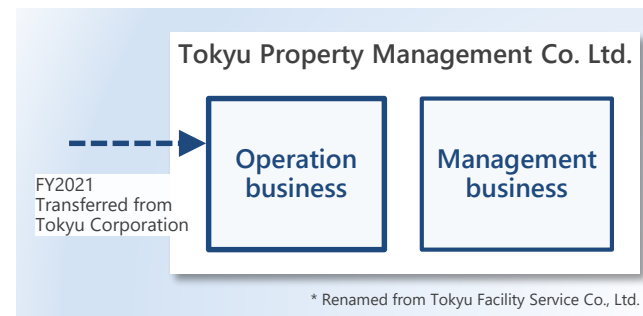 Tokyu Property Management Co. Ltd.
Operation
business
Management
business
FY2021
Transferred from
Tokyu Corporation
* Renamed from Tokyu Facility Service Co., Ltd.